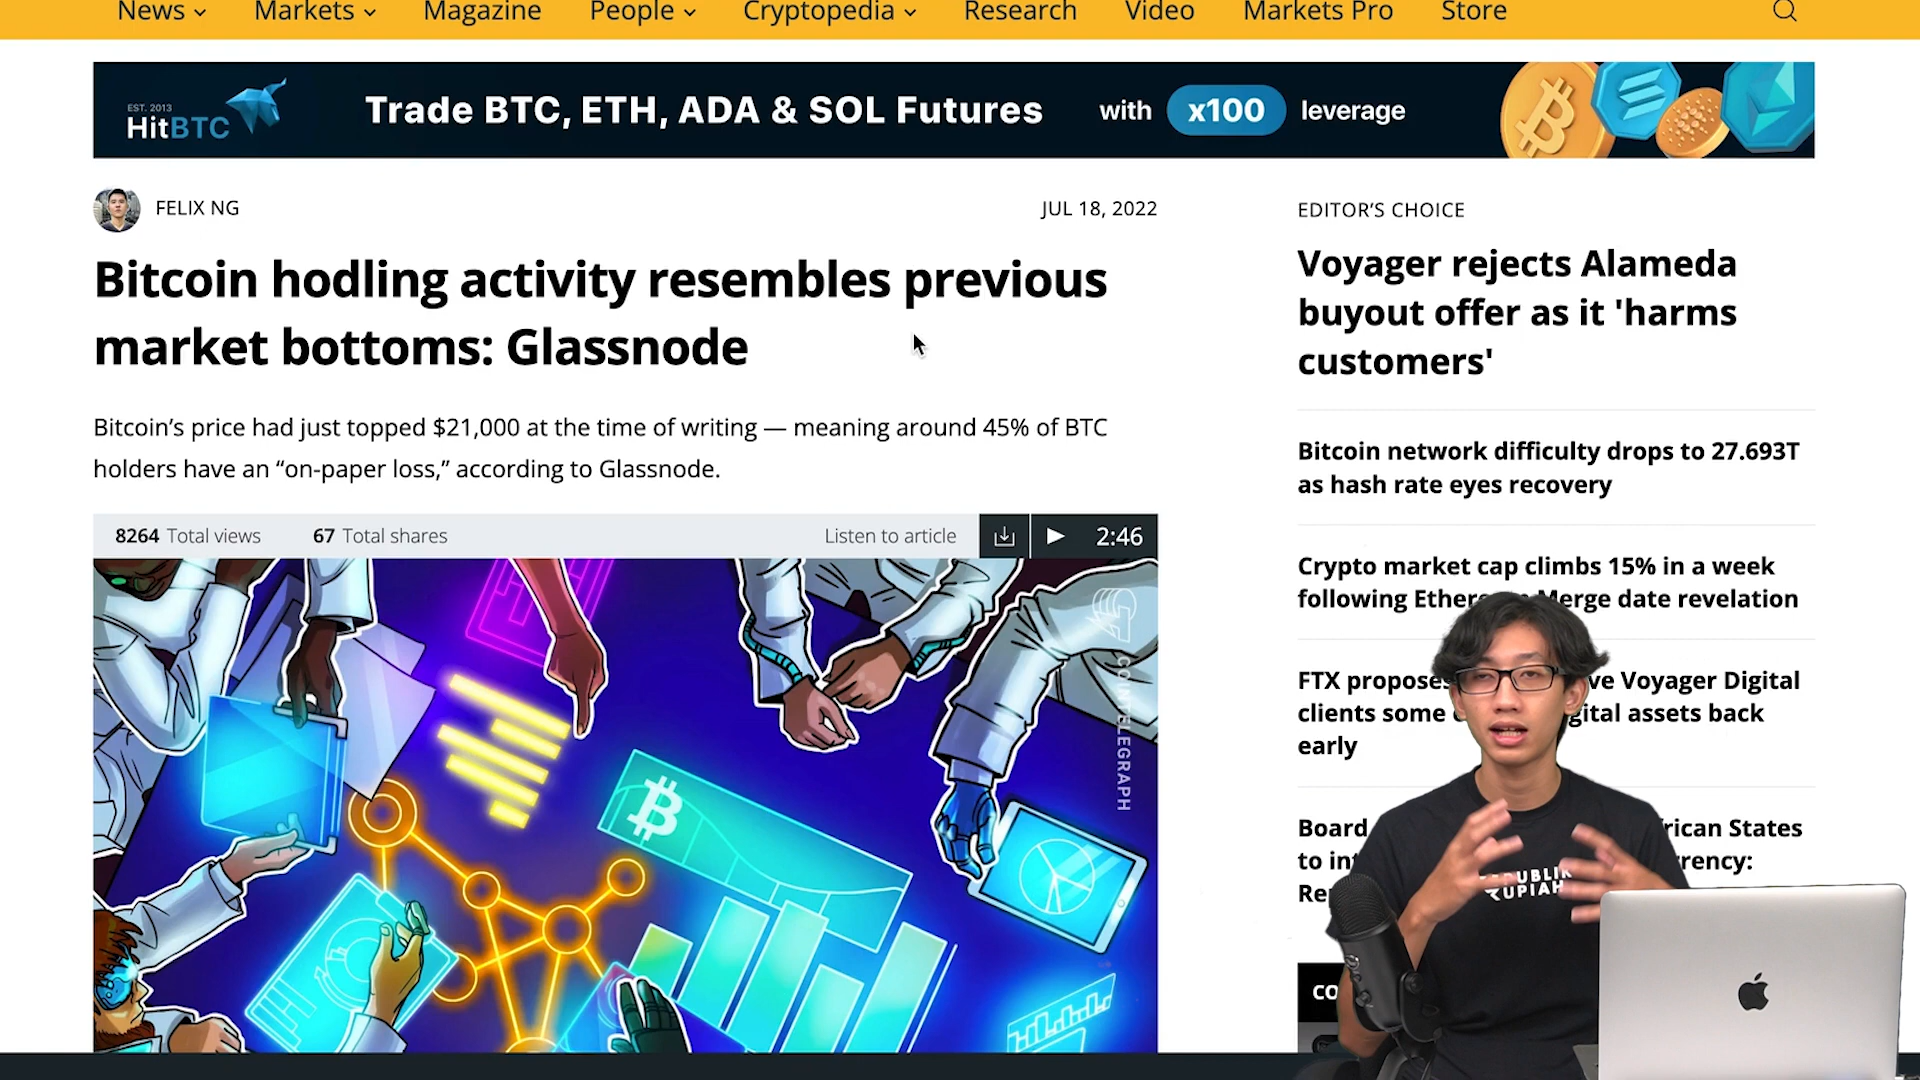 News
Markets
Magazine
People
Cryptopedia
Research
Video
Markets Pro
Store
EST. 2013
HitBTC
Trade BTC, ETH, ADA & SOL Futures
with
x100
leverage
FELIX NG
JUL 18, 2022
Bitcoin hodling activity resembles previous
market bottoms: Glassnode
Bitcoin’s price had just topped $21,000 at the time of writing — meaning around 45% of BTC
holders have an “on-paper loss,” according to Glassnode.
8264 Total views
67 Total shares
Listen to article
2:46
COINTELEGRAPH
EDITOR’S CHOICE
Voyager rejects Alameda
buyout offer as it 'harms
customers'
Bitcoin network difficulty drops to 27.693T
as hash rate eyes recovery
Crypto market cap climbs 15% in a week
following Merge date revelation
FTX Voyager Digital
clients some assets back
early
Board States
to
RUPIAH